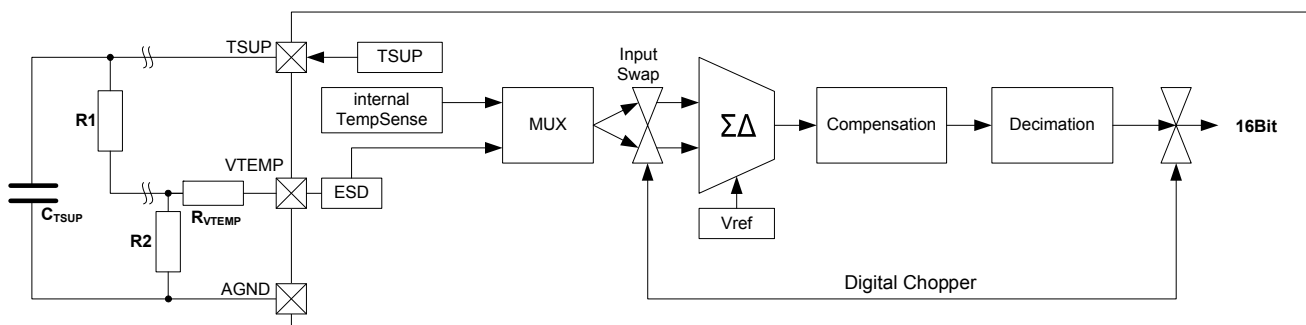 TSUP
TSUP
Input
Swap
internal
TempSense
R1
MUX
ΣΔ
Compensation
Decimation
16Bit
VTEMP
ESD
CTSUP
RVTEMP
R2
Vref
AGND
Digital Chopper